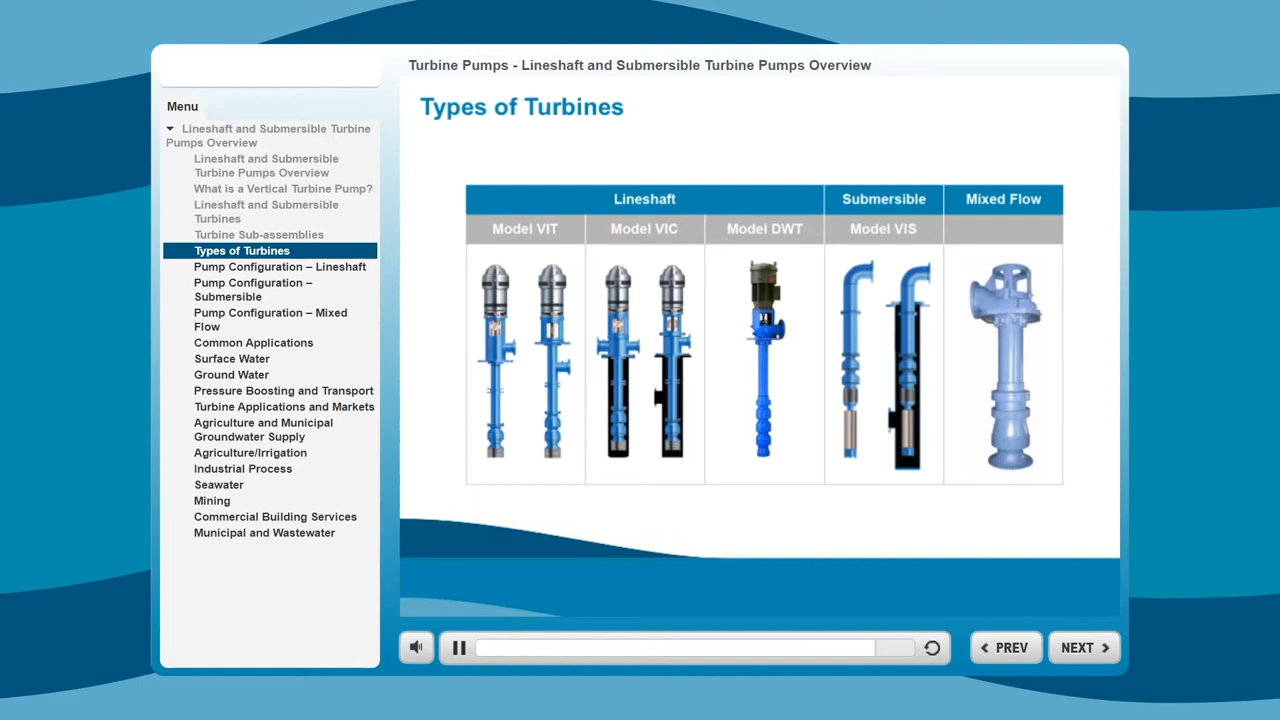 Turbine Pumps - Lineshaft and Submersible Turbine Pumps Overview
Menu
Lineshaft and Submersible Turbine
Pumps Overview
Lineshaft and Submersible
Turbine Pumps Overview
What is a Vertical Turbine Pump?
Lineshaft and Submersible
Turbines
Turbine Sub-assemblies
Types of Turbines
Pump Configuration – Lineshaft
Pump Configuration –
Submersible
Pump Configuration – Mixed
Flow
Common Applications
Surface Water
Ground Water
Pressure Boosting and Transport
Turbine Applications and Markets
Agriculture and Municipal
Groundwater Supply
Agriculture/Irrigation
Industrial Process
Seawater
Mining
Commercial Building Services
Municipal and Wastewater
Types of Turbines
Lineshaft Submersible Mixed Flow
Model VIT Model VIC Model DWT Model VIS
PREV NEXT